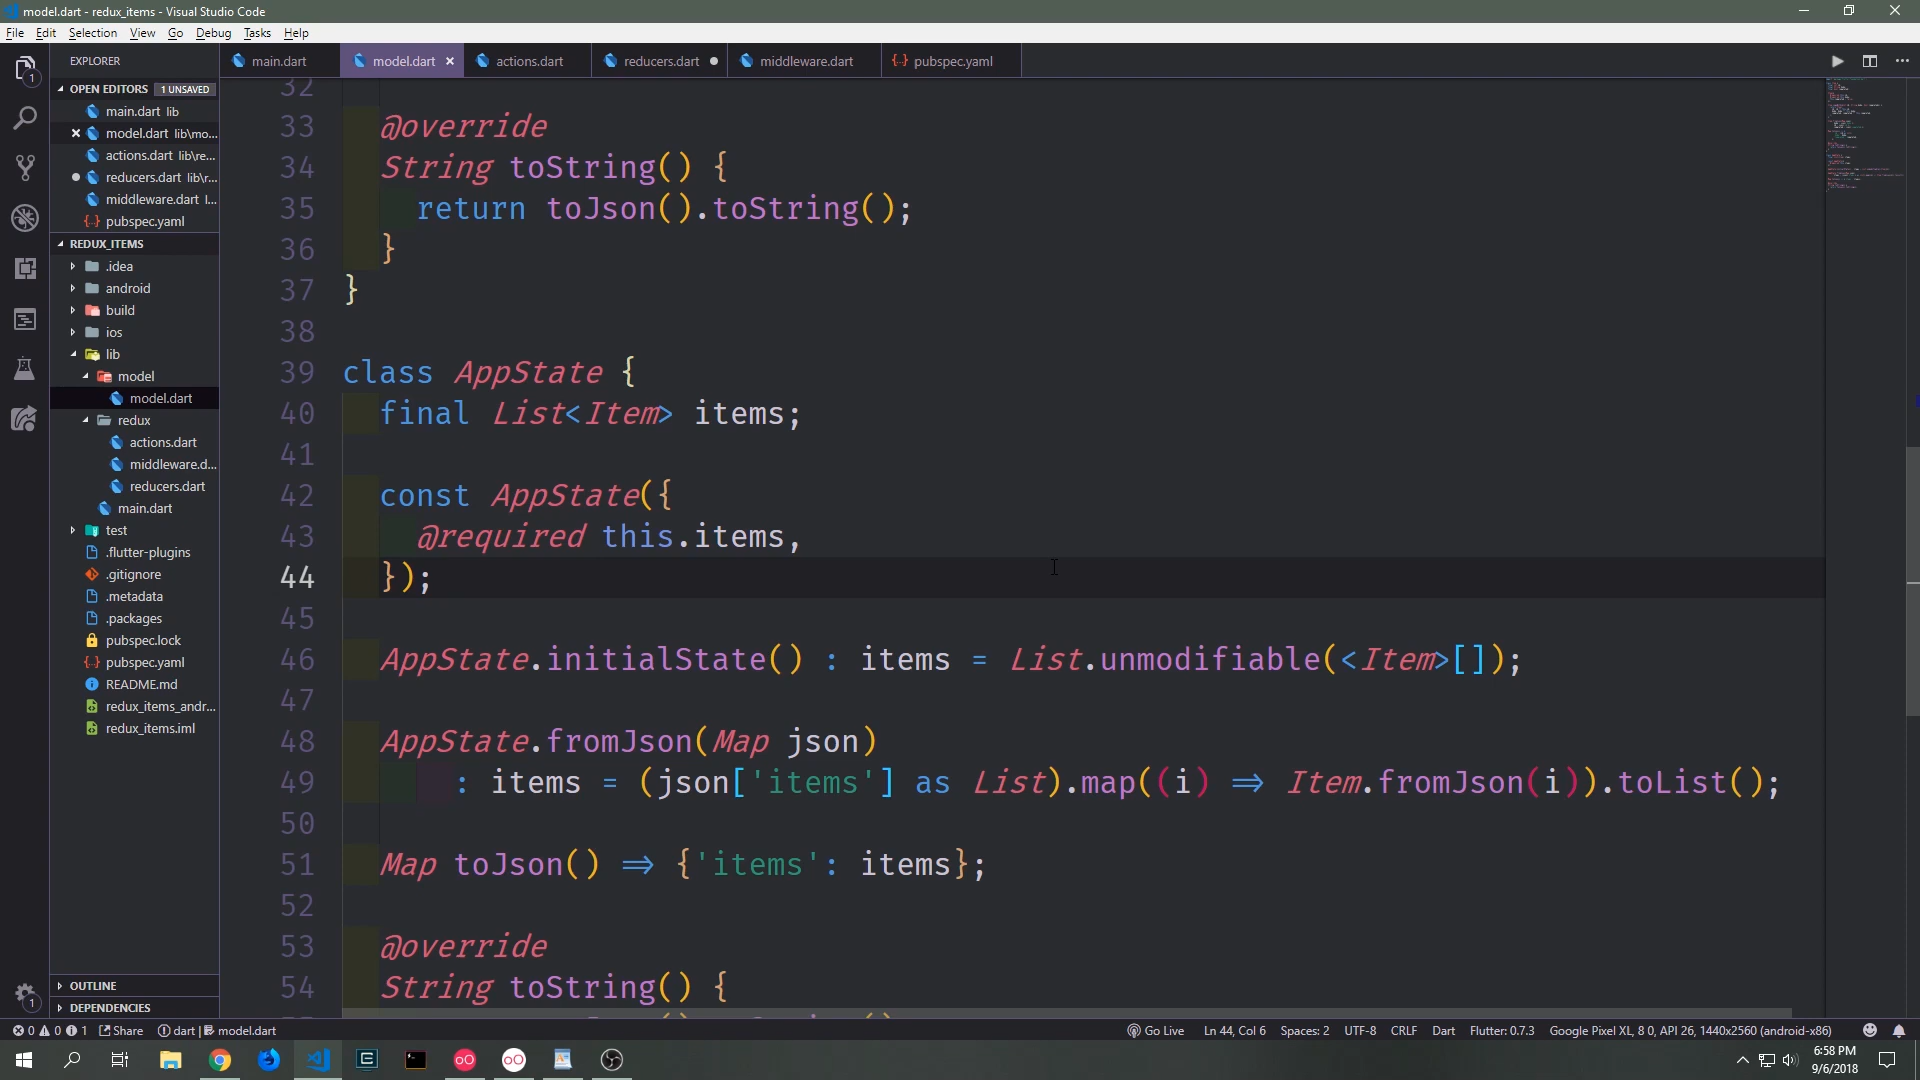 model.dart - redux_items - Visual Studio Code
File Edit Selection View Go Debug Tasks Help
EXPLORER
main.dart
model.dart
actions.dart
reducers.dart
middleware.dart
pubspec.yaml
OPEN EDITORS 1 UNSAVED
main.dart lib
model.dart lib\mo...
actions.dart lib\re...
reducers.dart lib\r...
middleware.dart l...
pubspec.yaml
REDUX_ITEMS
.idea
android
build
ios
lib
model
model.dart
redux
actions.dart
middleware.d...
reducers.dart
main.dart
test
.flutter-plugins
.gitignore
.metadata
.packages
pubspec.lock
pubspec.yaml
README.md
redux_items_andr...
redux_items.iml
OUTLINE
DEPENDENCIES
32
33 @override
34 String toString() {
35 return toJson().toString();
36 }
37 }
38
39 class AppState {
40 final List<Item> items;
41
42 const AppState({
43 @required this.items,
44 });
45
46 AppState.initialState() : items = List.unmodifiable(<Item>[]);
47
48 AppState.fromJson(Map json)
49 : items = (json['items'] as List).map((i) => Item.fromJson(i)).toList();
50
51 Map toJson() => {'items': items};
52
53 @override
54 String toString() {
0 0 1 Share dart | model.dart
Go Live Ln 44, Col 6 Spaces: 2 UTF-8 CRLF Dart Flutter: 0.7.3 Google Pixel XL, 8 0, API 26, 1440x2560 (android-x86)
6:58 PM
9/6/2018